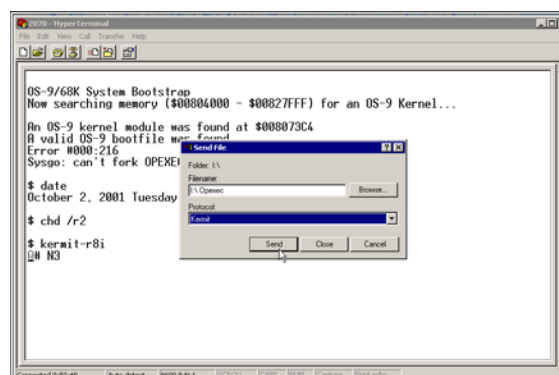 2070 - HyperTerminal
File Edit View Call Transfer Help
OS-9/68K System Bootstrap
Now searching memory ($00804000 - $00827FFF) for an OS-9 Kernel...
An OS-9 kernel module was found at $008073C4
A valid OS-9 bootfile was found
Error #000:216
Sysgo: can't fork OPEXE
$ date
October 2, 2001 Tuesday
$ chd /r2
$ kermit-r8i
# N3
Send File
Folder: I:\
Filename:
I:\Opexec
Browse...
Protocol:
Kermit
Send Close Cancel